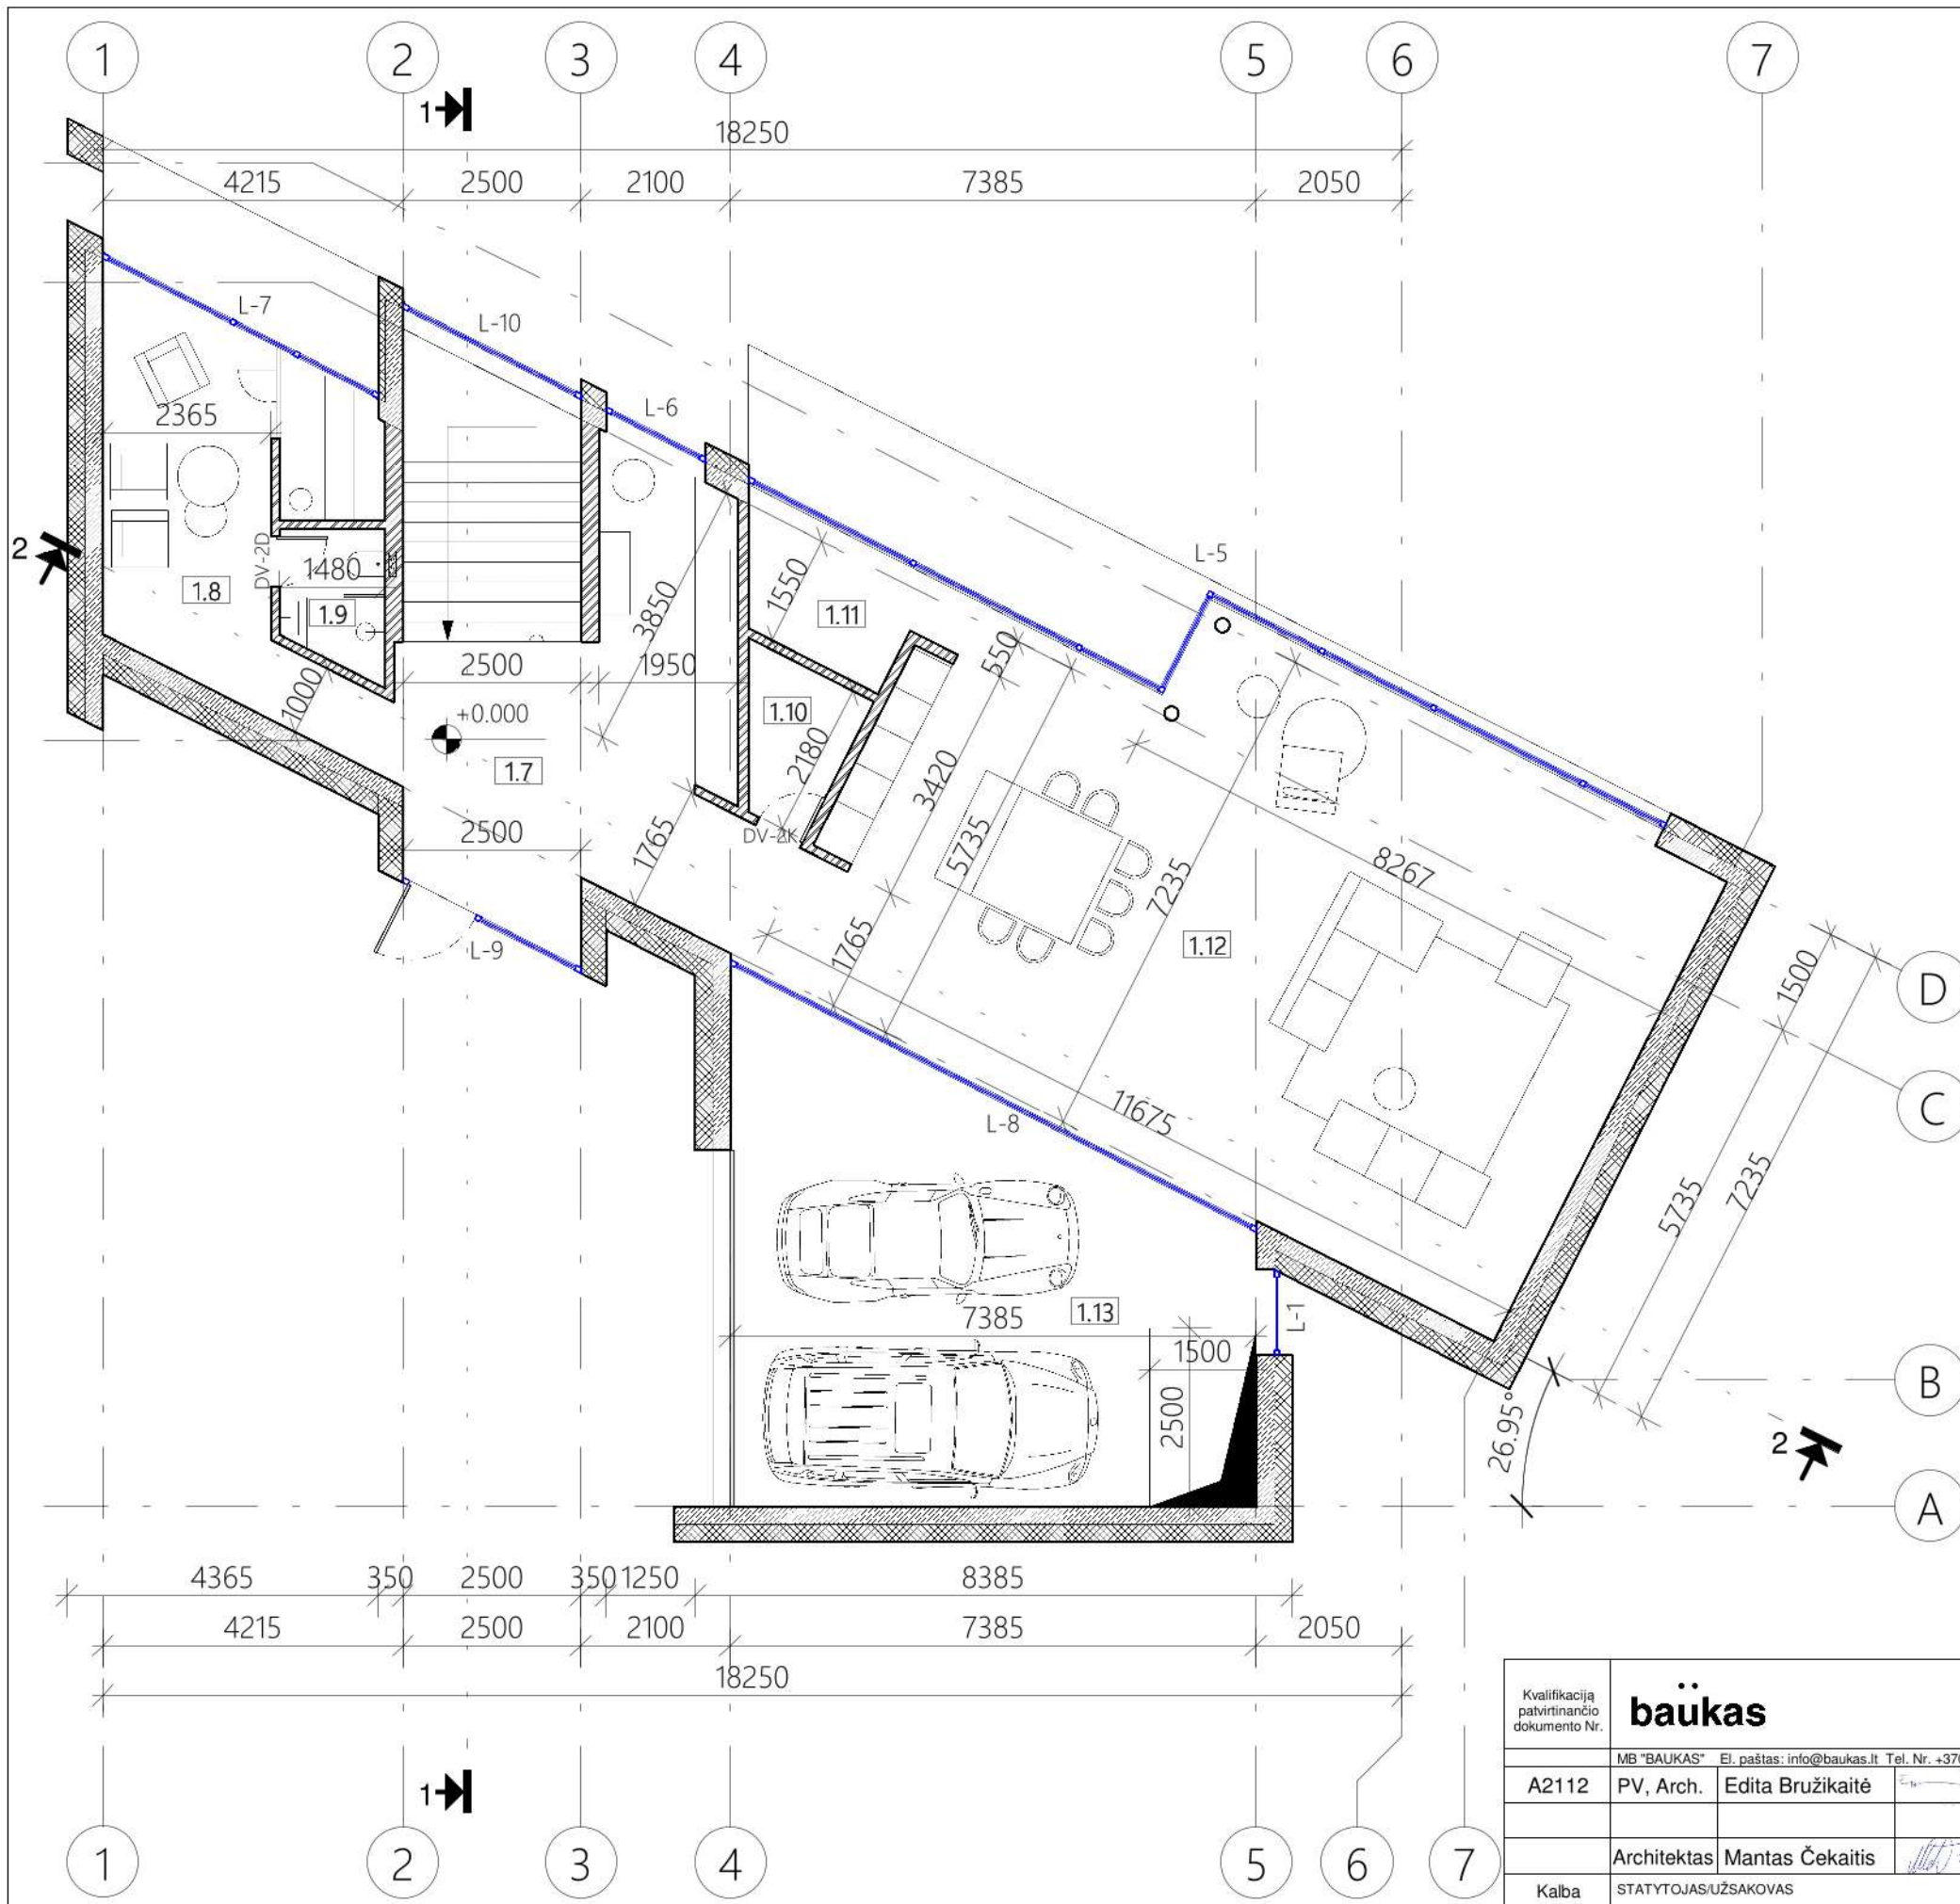 1 2 3 4 5 6 7
1
18250
4215 2500 2100 7385 2050
L-7
L-10
L-6
2365
L-5
2
DV-2D
1480
1550
1.8
1.9
1.11
3850
550
2500
1950
1000
1.10
+0.000
2180
3420
1.7
2500
1765
DV-2K
5735
7235
8267
1765
1.12
L-9
1500
D
11675
C
L-8
5735
7235
1.13
7385
L-1
1500
B
2500
26.95°
2
A
4365 350 2500 350 1250 8385
4215 2500 2100 7385 2050
18250
Kvalifikaciją
patvirtinančio
dokumento Nr.
baükas
MB "BAUKAS" El. paštas: info@baukas.lt Tel. Nr. +370
A2112 PV, Arch. Edita Bružikaitė
1
Architektas Mantas Čekaitis
1 2 3 4 5 6 7
Kalba STATYTOJAS/UŽSAKOVAS